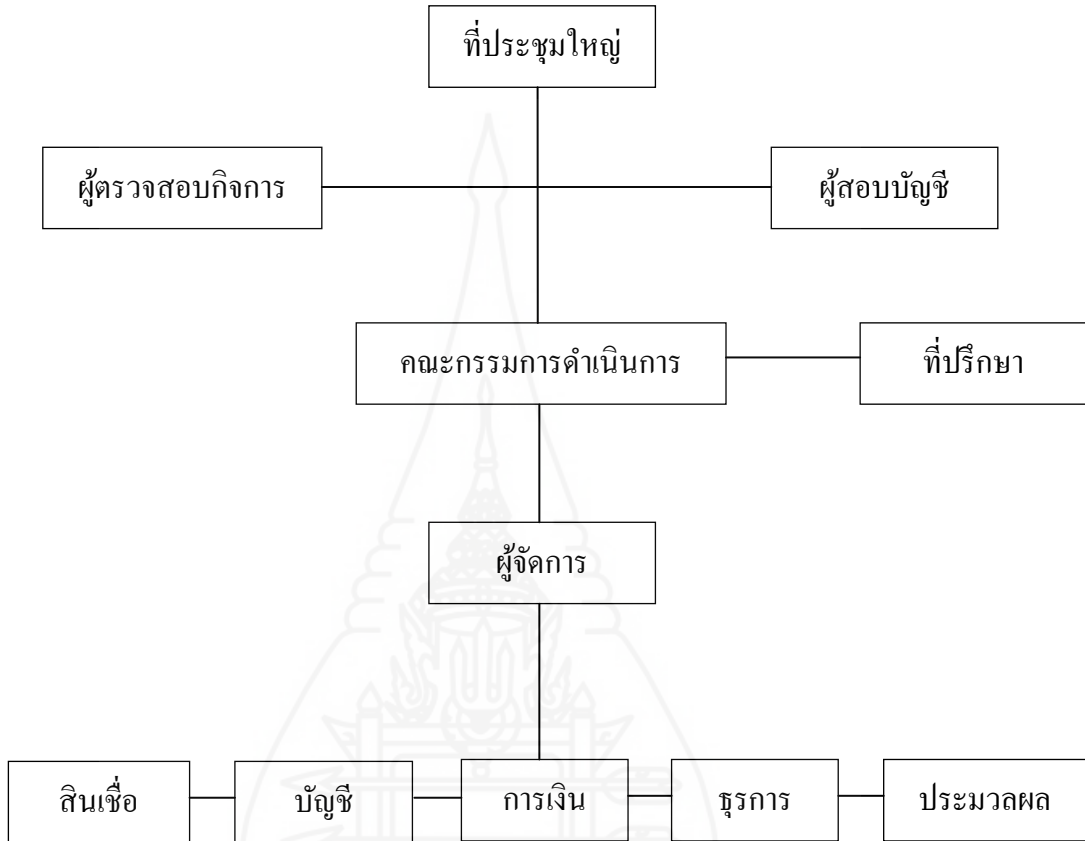 ที่ประชุมใหญ่
ผู้ตรวจสอบกิจการ
ผู้สอบบัญชี
คณะกรรมการดำเนินการ
ที่ปรึกษา
ผู้จัดการ
สินเชื่อ
บัญชี
การเงิน
ธุรการ
ประมวลผล